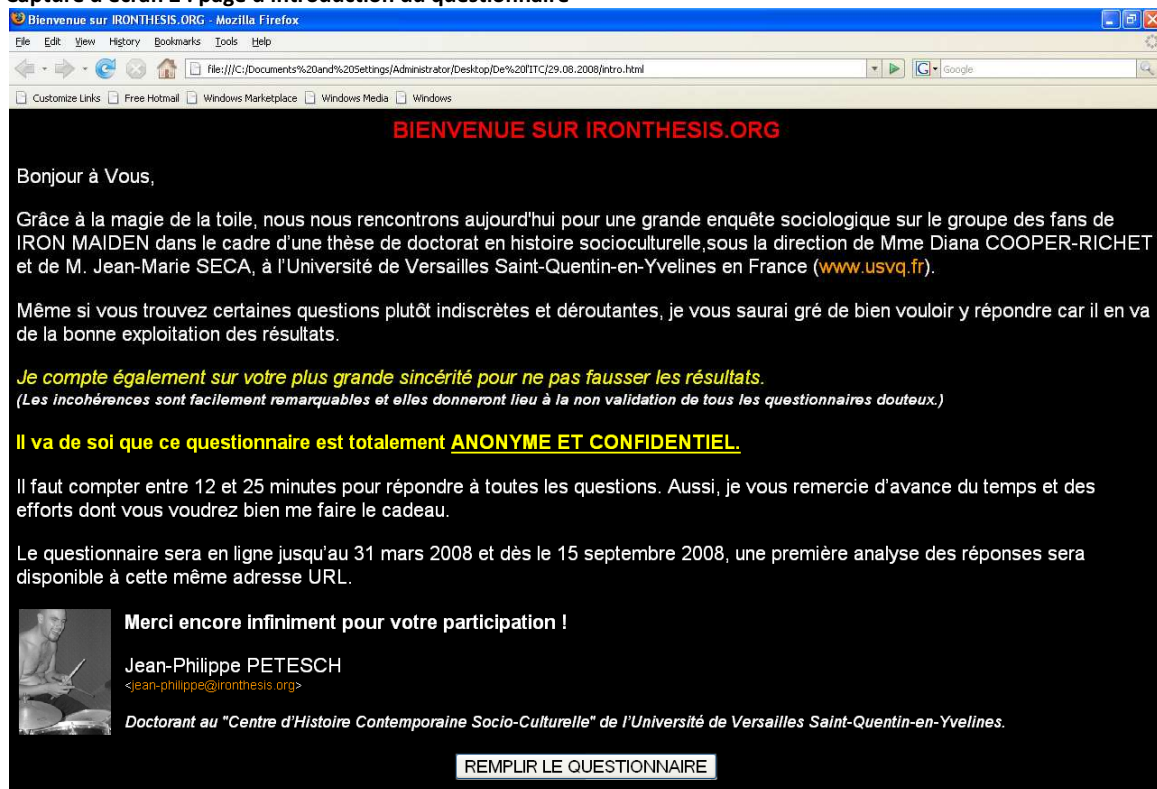 Capture d'écran 2 : page d'introduction du questionnaire
Bienvenue sur IRONTHESIS.ORG - Mozilla Firefox
File Edit View History Bookmarks Tools Help
file:///C:/Documents%20and%20Settings/Administrator/Desktop/De%20l'ITC/29.08.2008/intro.html
Google
Customize Links Free Hotmail Windows Marketplace Windows Media Windows
BIENVENUE SUR IRONTHESIS.ORG
Bonjour à Vous,
Grâce à la magie de la toile, nous nous rencontrons aujourd'hui pour une grande enquête sociologique sur le groupe des fans de
IRON MAIDEN dans le cadre d'une thèse de doctorat en histoire socioculturelle,sous la direction de Mme Diana COOPER-RICHET
et de M. Jean-Marie SECA, à l'Université de Versailles Saint-Quentin-en-Yvelines en France (www.usvq.fr).
Même si vous trouvez certaines questions plutôt indiscrètes et déroutantes, je vous saurai gré de bien vouloir y répondre car il en va
de la bonne exploitation des résultats.
Je compte également sur votre plus grande sincérité pour ne pas fausser les résultats.
(Les incohérences sont facilement remarquables et elles donneront lieu à la non validation de tous les questionnaires douteux.)
Il va de soi que ce questionnaire est totalement ANONYME ET CONFIDENTIEL.
Il faut compter entre 12 et 25 minutes pour répondre à toutes les questions. Aussi, je vous remercie d'avance du temps et des
efforts dont vous voudrez bien me faire le cadeau.
Le questionnaire sera en ligne jusqu'au 31 mars 2008 et dès le 15 septembre 2008, une première analyse des réponses sera
disponible à cette même adresse URL.
Merci encore infiniment pour votre participation !
Jean-Philippe PETESCH
<jean-philippe@ironthesis.org>
Doctorant au "Centre d'Histoire Contemporaine Socio-Culturelle" de l'Université de Versailles Saint-Quentin-en-Yvelines.
REMPLIR LE QUESTIONNAIRE